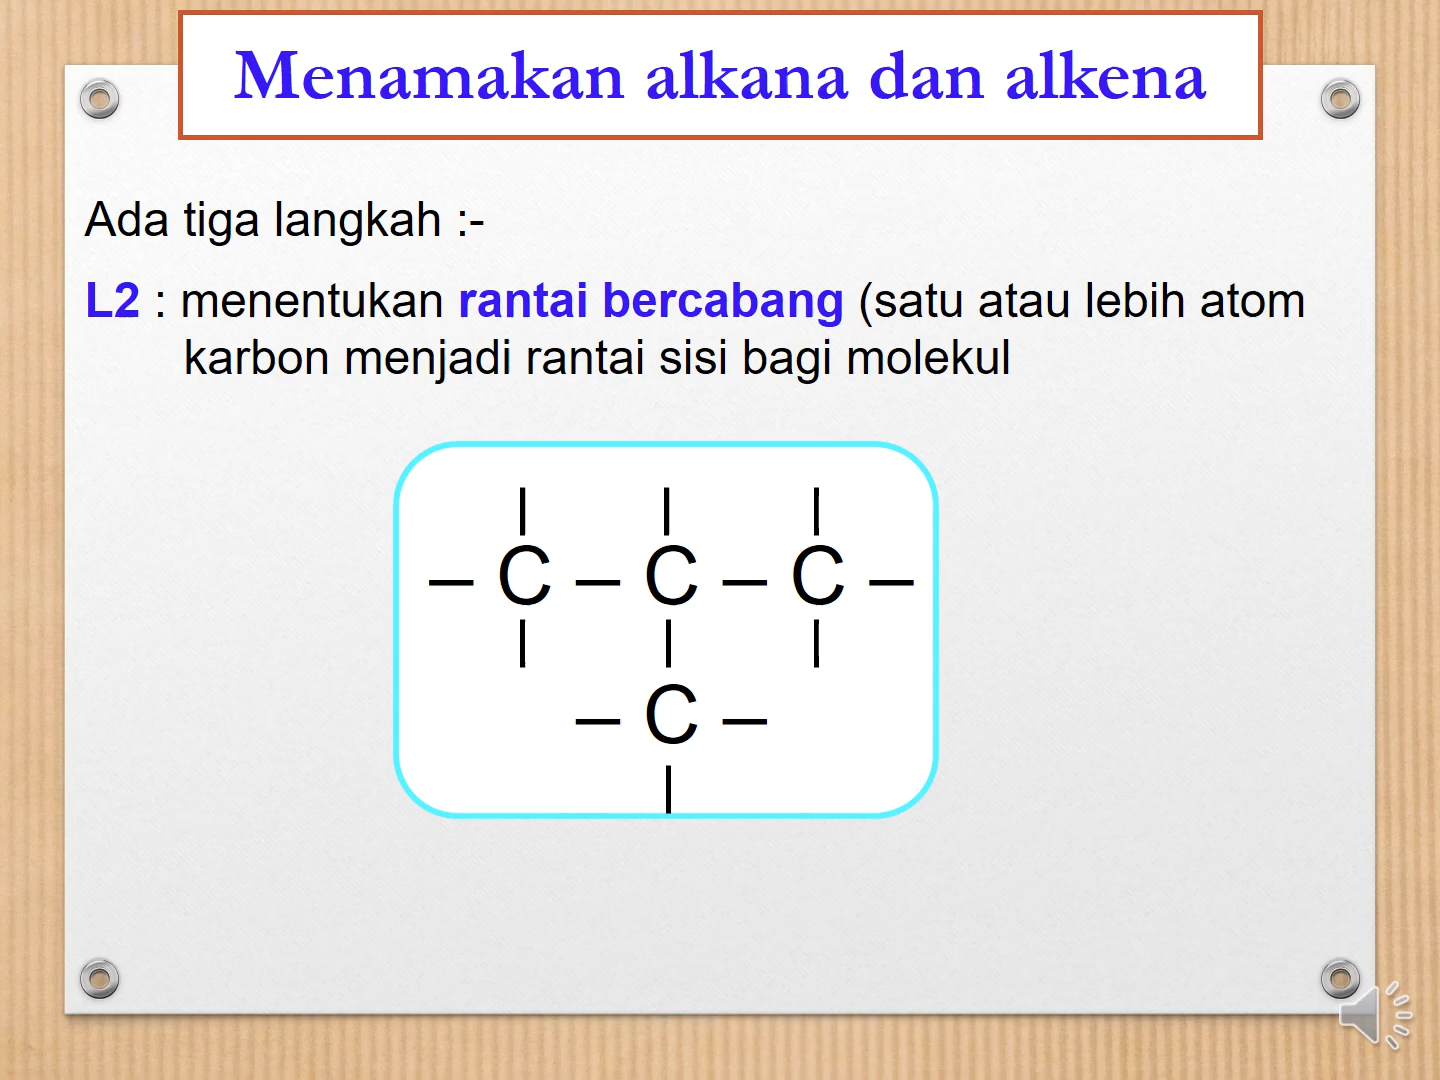 Menamakan alkana dan alkena
Ada tiga langkah :-
L2 : menentukan rantai bercabang (satu atau lebih atom
karbon menjadi rantai sisi bagi molekul
– C – C – C –
– C –